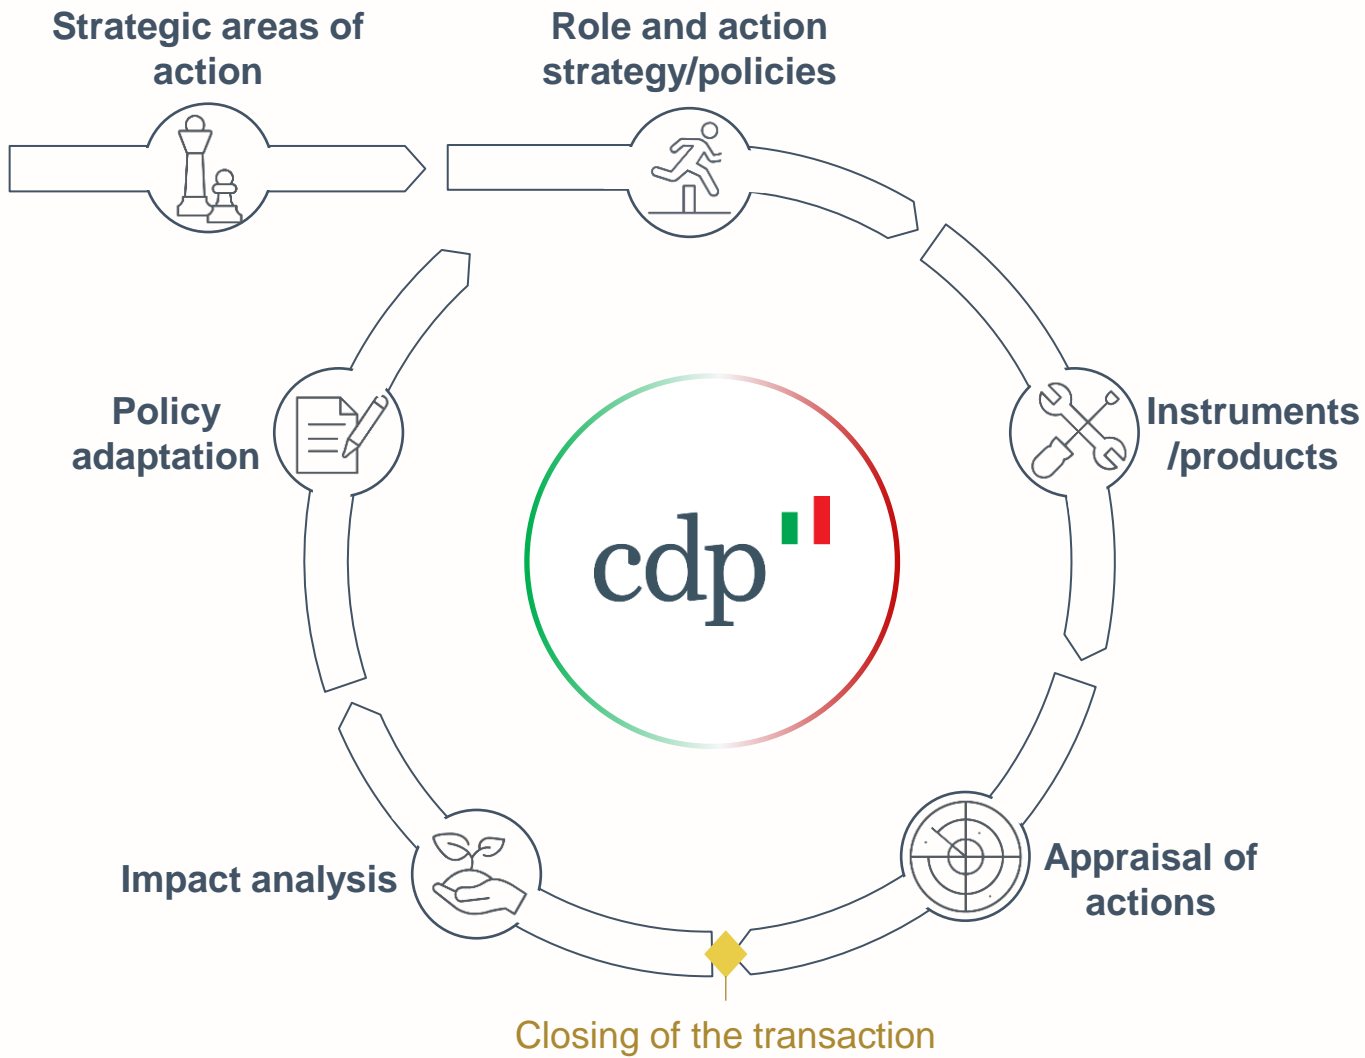 Strategic areas of
action
Role and action
strategy/policies
Instruments
/products
Appraisal of
actions
Closing of the transaction
Impact analysis
Policy
adaptation
cdp